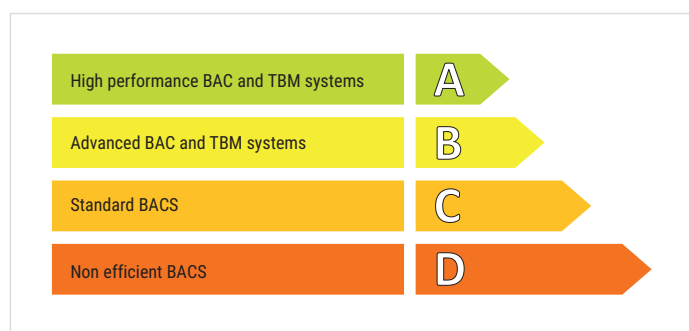 High performance BAC and TBM systems A
Advanced BAC and TBM systems B
Standard BACS C
Non efficient BACS D